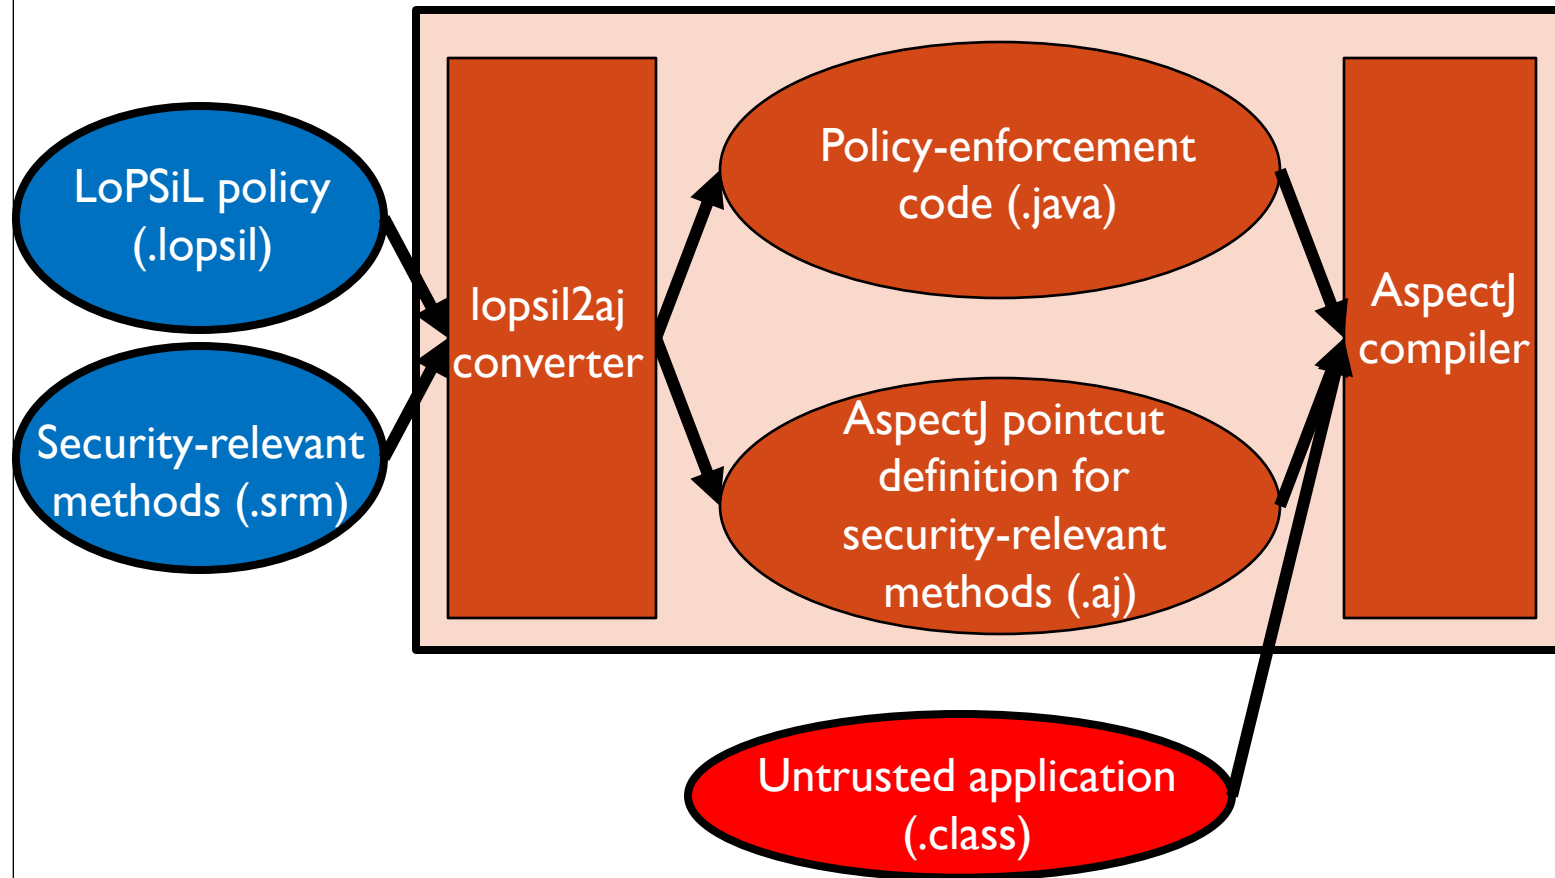 LoPSiL policy
(.lopsil)
Security-relevant
methods (.srm)
lopsil2aj
converter
Policy-enforcement
code (.java)
AspectJ pointcut
definition for
security-relevant
methods (.aj)
AspectJ
compiler
Untrusted application
(.class)